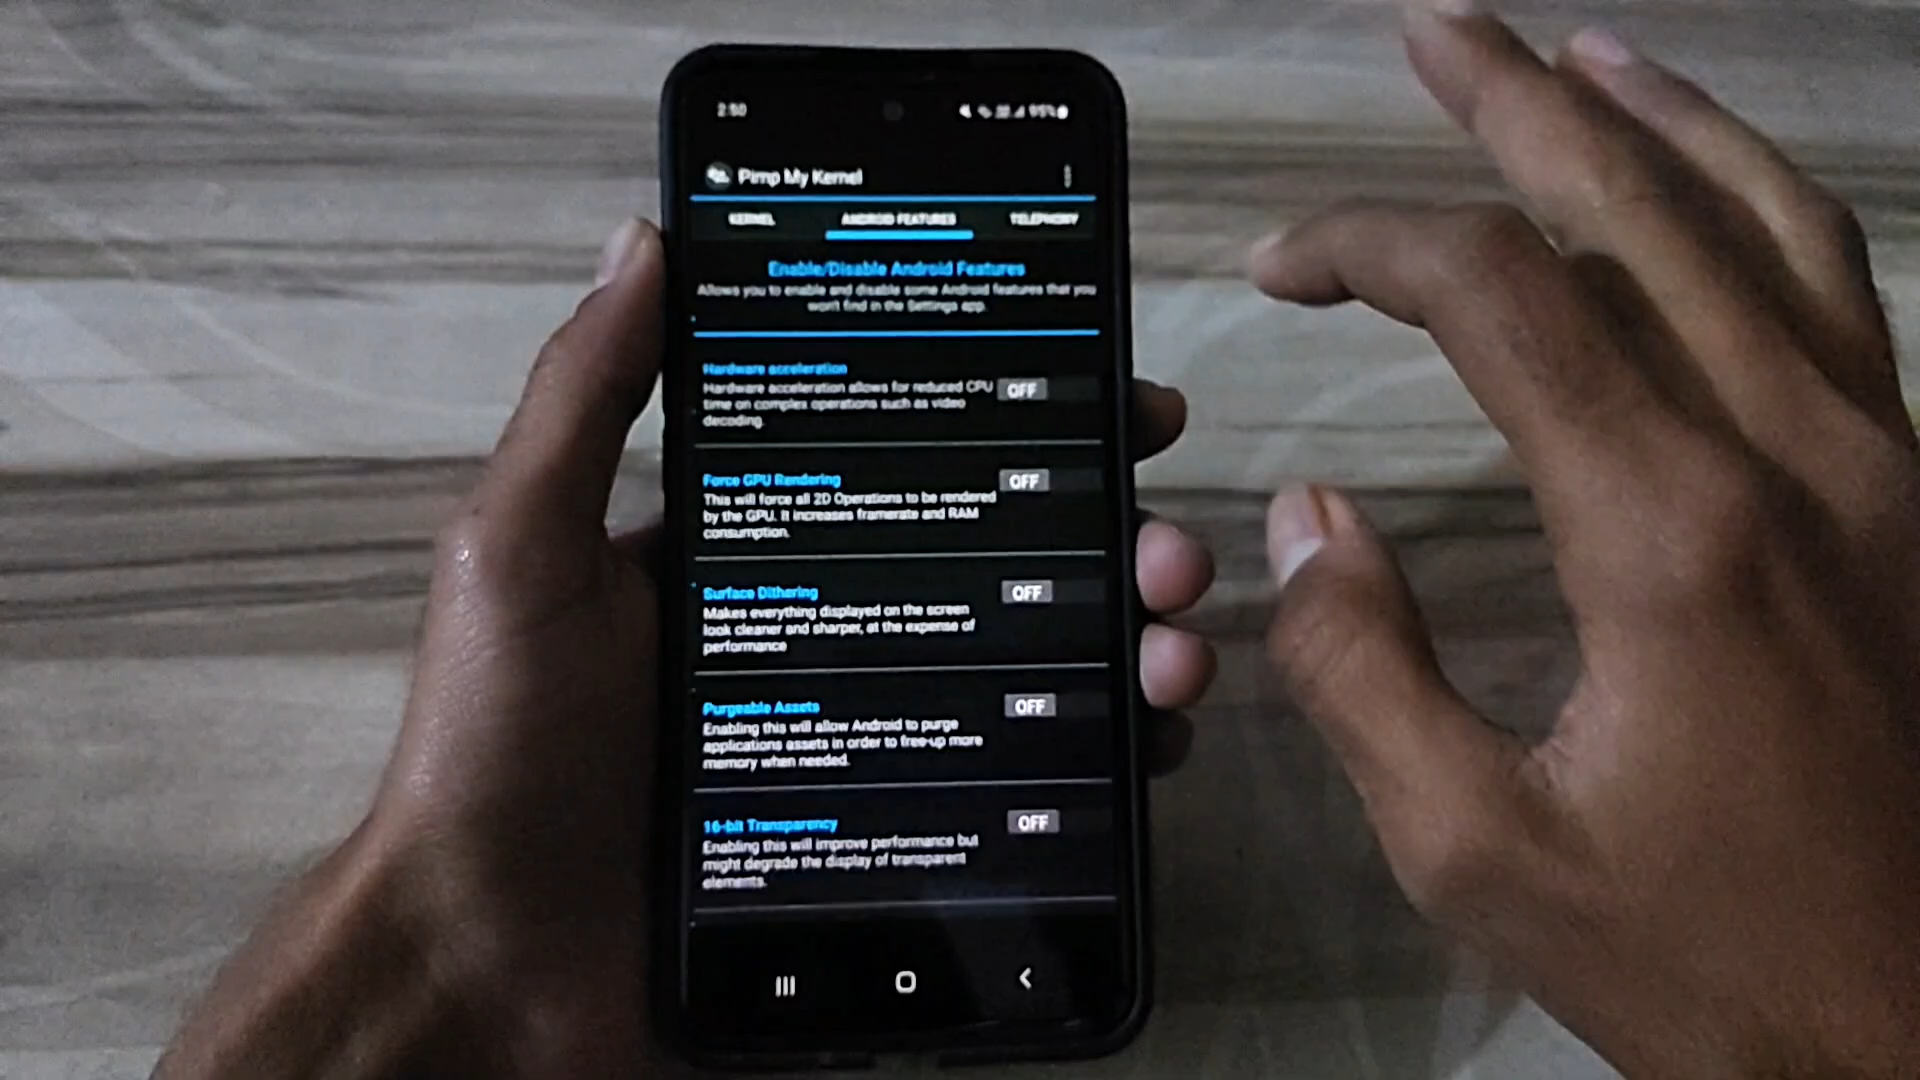 2:50
95%
Pimp My Kernel
KERNEL
ANDROID FEATURES
TELEPHONY
Enable/Disable Android Features
Allows you to enable and disable some Android features that you
won't find in the Settings app.
Hardware acceleration
Hardware acceleration allows for reduced CPU
time on complex operations such as video
decoding.
OFF
Force GPU Rendering
This will force all 2D Operations to be rendered
by the GPU. It increases framerate and RAM
consumption.
OFF
Surface Dithering
Makes everything displayed on the screen
look cleaner and sharper, at the expense of
performance
OFF
Purgeable Assets
Enabling this will allow Android to purge
applications assets in order to free-up more
memory when needed.
OFF
16-bit Transparency
Enabling this will improve performance but
might degrade the display of transparent
elements.
OFF